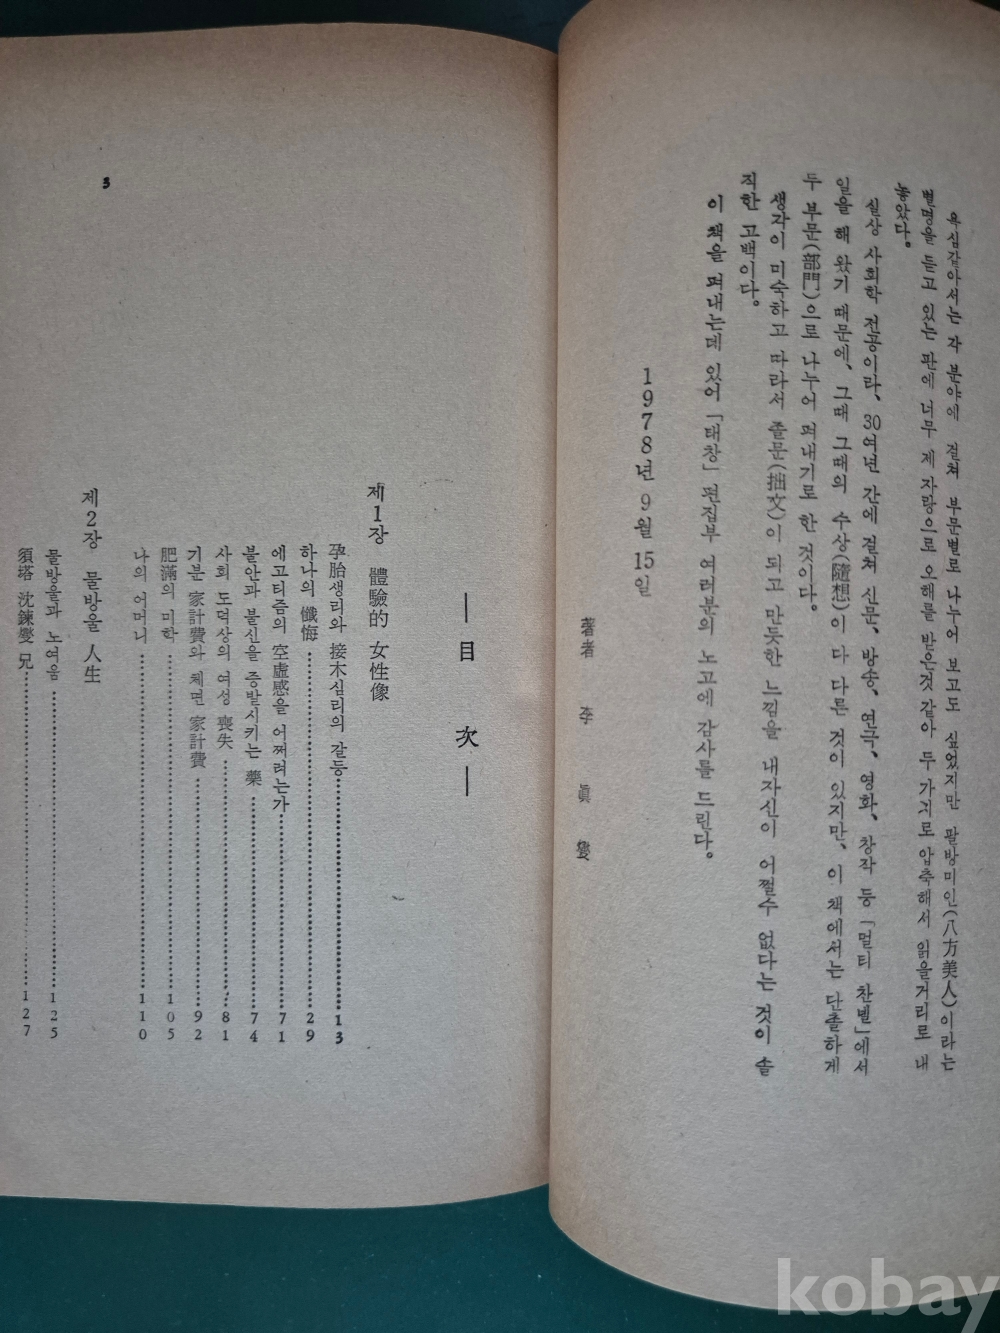 욕심같아서는 각 분야에 걸쳐 부문별로 나누어 보고도 싶었지만 팔방미인(八方美人)이라는
별명을 듣고 있는 판에 너무 제 자랑으로 오해를 받은것 같아 두 가지로 압축해서 읽을거리로 내
놓았다.
실상 사회학 전공이라、30여년 간에 걸쳐 신문、방송、연극、영화、창작 등「멀티 찬넬」에서
일을 해 왔기 때문에、그때 그때의 수상(隨想)이 다 다른 것이 있지만、이 책에서는 단촐하게
두 부문(部門)으로 나누어 펴내기로 한 것이다。
생각이 미숙하고 따라서 졸문(拙文)이 되고 만듯한 느낌을 내자신이 어쩔수 없다는 것이 솔
직한 고백이다。
이 책을 펴내는데 있어「태창」편집부 여러분의 노고에 감사를 드린다。
1978년 9월 15일
著者 李眞燮
―目 次―
제1장 體驗的 女性像
孕胎생리와 接木심리의 갈등……13
하나의 懺悔……29
에고티즘의 空虛感을 어쩌려는가……71
불안과 불신을 증발시키는 藥……74
사회 도덕상의 여성 喪失……81
기분 家計費와 체면 家計費……92
肥滿의 미학……105
나의 어머니……110
제2장 물방울 人生
물방울과 노여움……125
須塔 沈鍊燮 兄……127
3
kobay